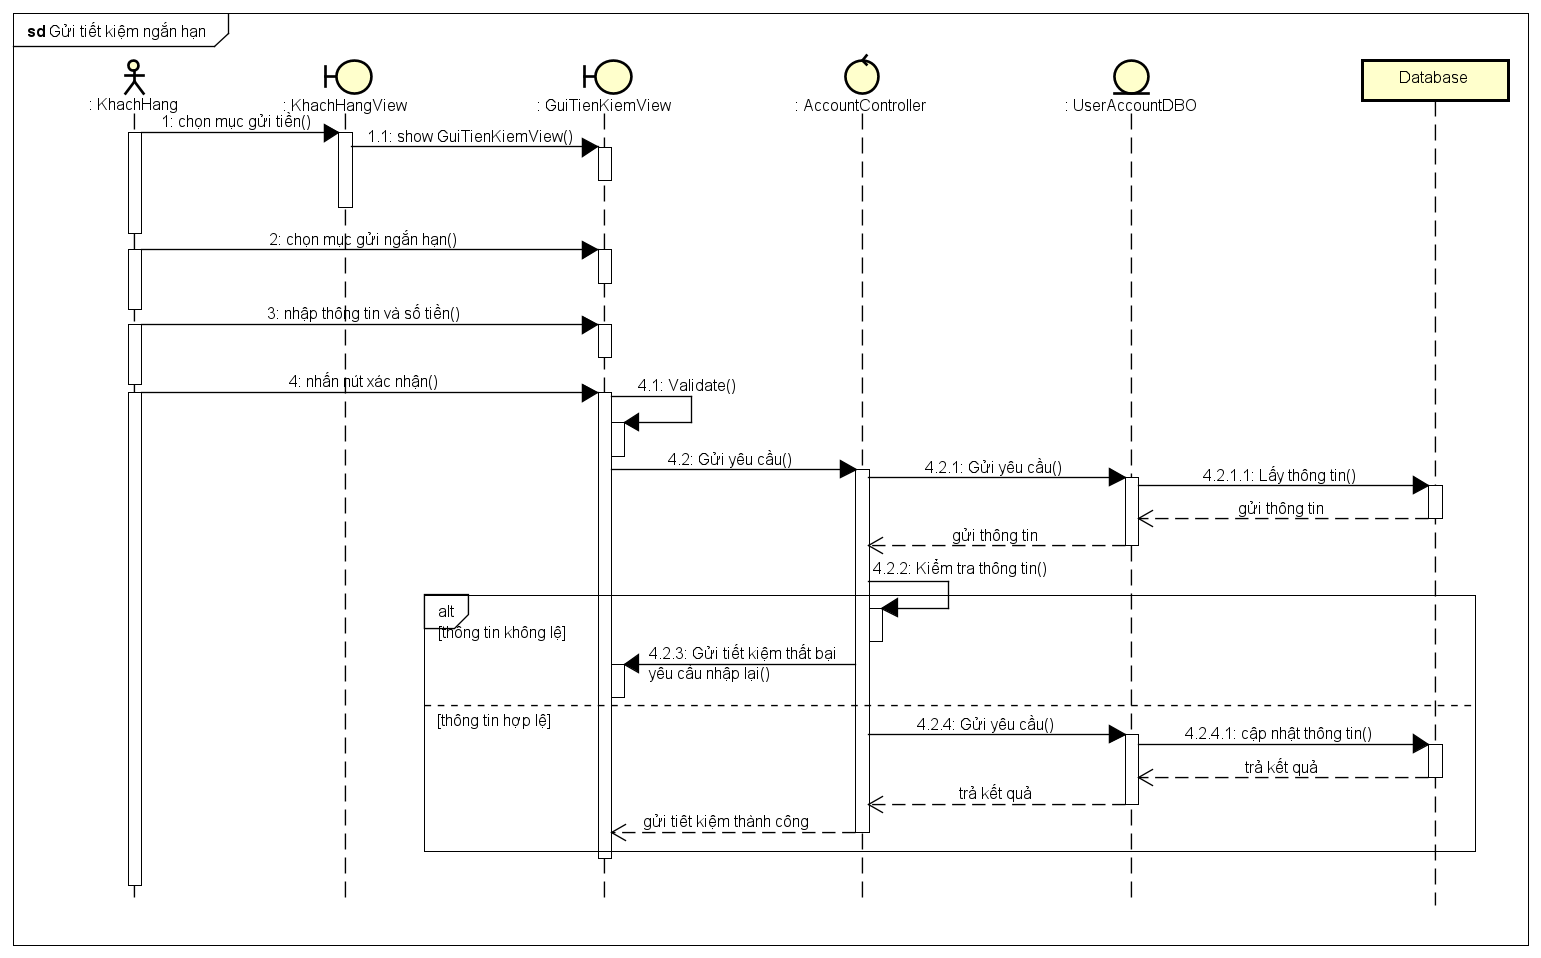 sd Gửi tiết kiệm ngắn hạn
: KhachHang
: KhachHangView
: GuiTienKiemView
: AccountController
: UserAccountDBO
Database
1: chọn mục gửi tiền()
1.1: show GuiTienKiemView()
2: chọn mục gửi ngắn hạn()
3: nhập thông tin và số tiền()
4: nhấn nút xác nhận()
4.1: Validate()
4.2: Gửi yêu cầu()
4.2.1: Gửi yêu cầu()
4.2.1.1: Lấy thông tin()
gửi thông tin
gửi thông tin
4.2.2: Kiểm tra thông tin()
alt
[thông tin không lệ]
4.2.3: Gửi tiết kiệm thất bại
yêu cầu nhập lại()
[thông tin hợp lệ]
4.2.4: Gửi yêu cầu()
4.2.4.1: cập nhật thông tin()
trả kết quả
trả kết quả
gửi tiết kiệm thành công